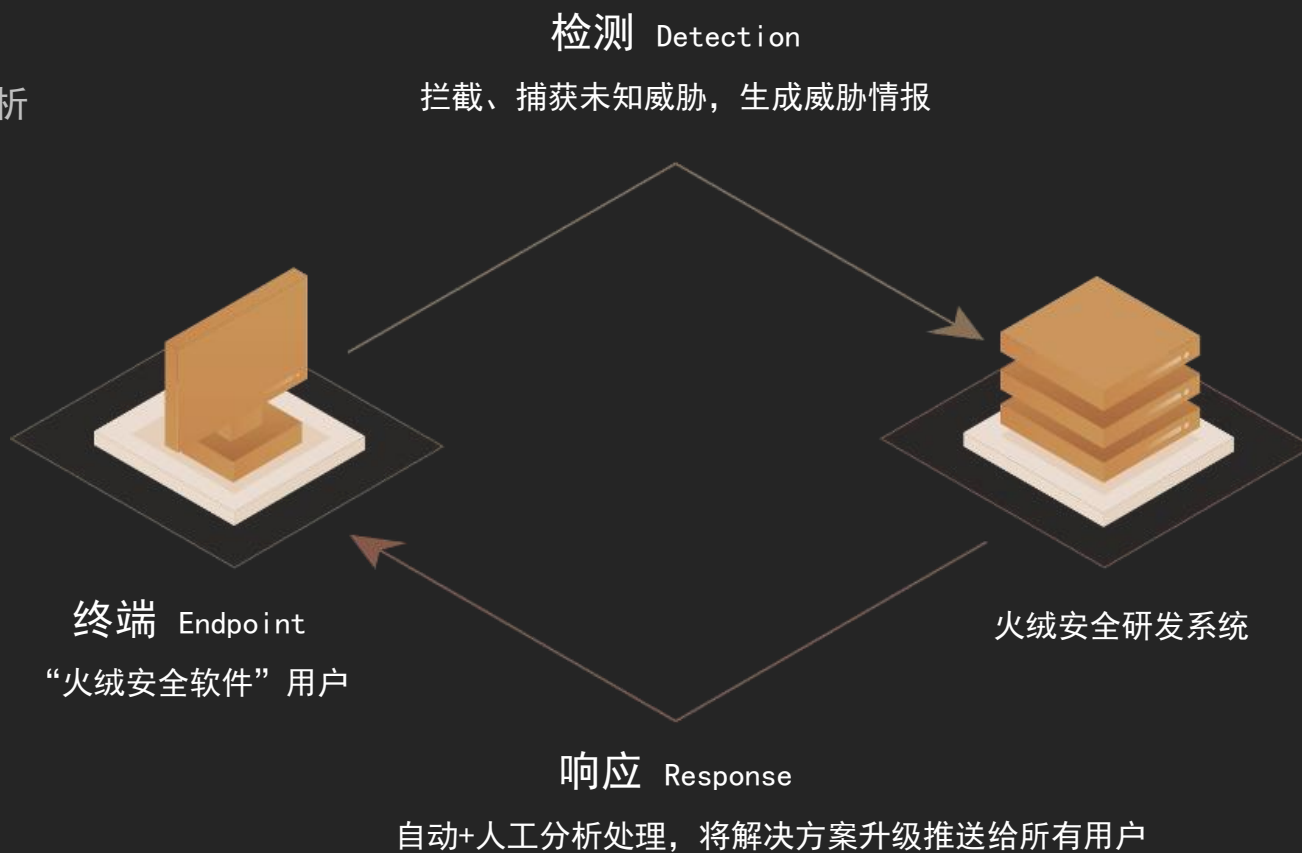 检测 Detection
析
拦截、捕获未知威胁，生成威胁情报
终端 Endpoint
“火绒安全软件”用户
火绒安全研发系统
响应 Response
自动+人工分析处理，将解决方案升级推送给所有用户